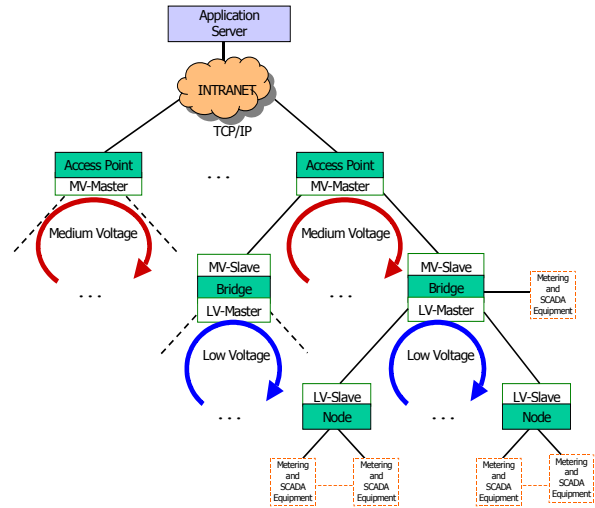 Application
Server
INTRANET
TCP/IP
Access Point
MV-Master
...
Access Point
MV-Master
Medium Voltage
...
Medium Voltage
...
MV-Slave
Bridge
LV-Master
MV-Slave
Bridge
LV-Master
Metering
and
SCADA
Equipment
Low Voltage
...
Low Voltage
...
LV-Slave
Node
LV-Slave
Node
Metering
and
SCADA
Equipment
Metering
and
SCADA
Equipment
Metering
and
SCADA
Equipment
Metering
and
SCADA
Equipment